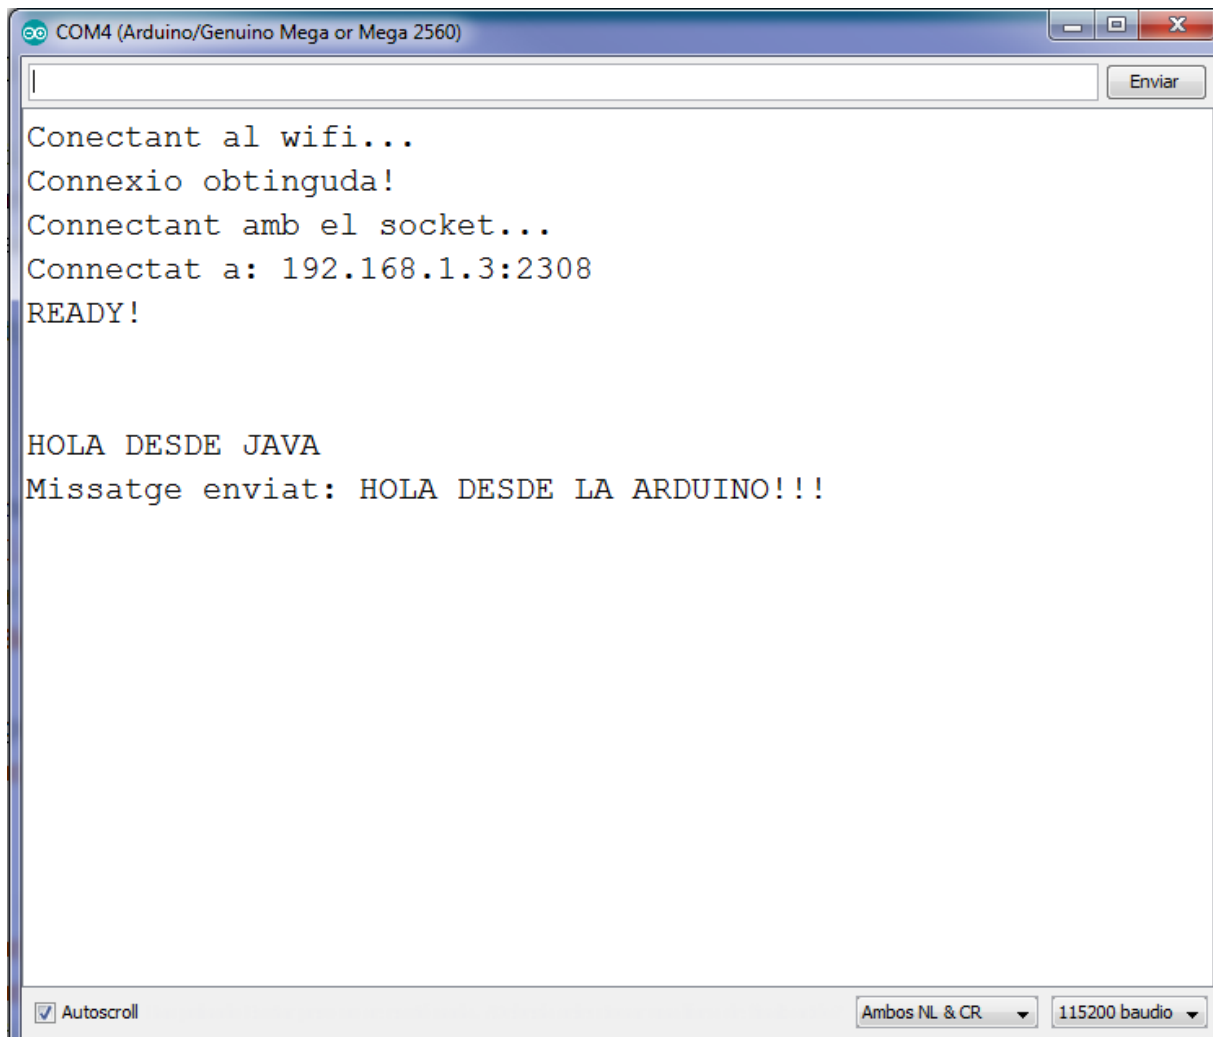 COM4 (Arduino/Genuino Mega or Mega 2560)
Enviar
Conectant al wifi...
Connexio obtinguda!
Connectant amb el socket...
Connectat a: 192.168.1.3:2308
READY!
HOLA DESDE JAVA
Missatge enviat: HOLA DESDE LA ARDUINO!!!
Autoscroll
Ambos NL & CR
115200 baudio